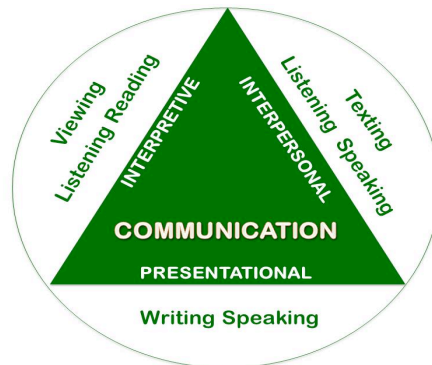 Viewing
Listening Reading
INTERPRETIVE
Texting
Listening Speaking
INTERPERSONAL
COMMUNICATION
PRESENTATIONAL
Writing Speaking